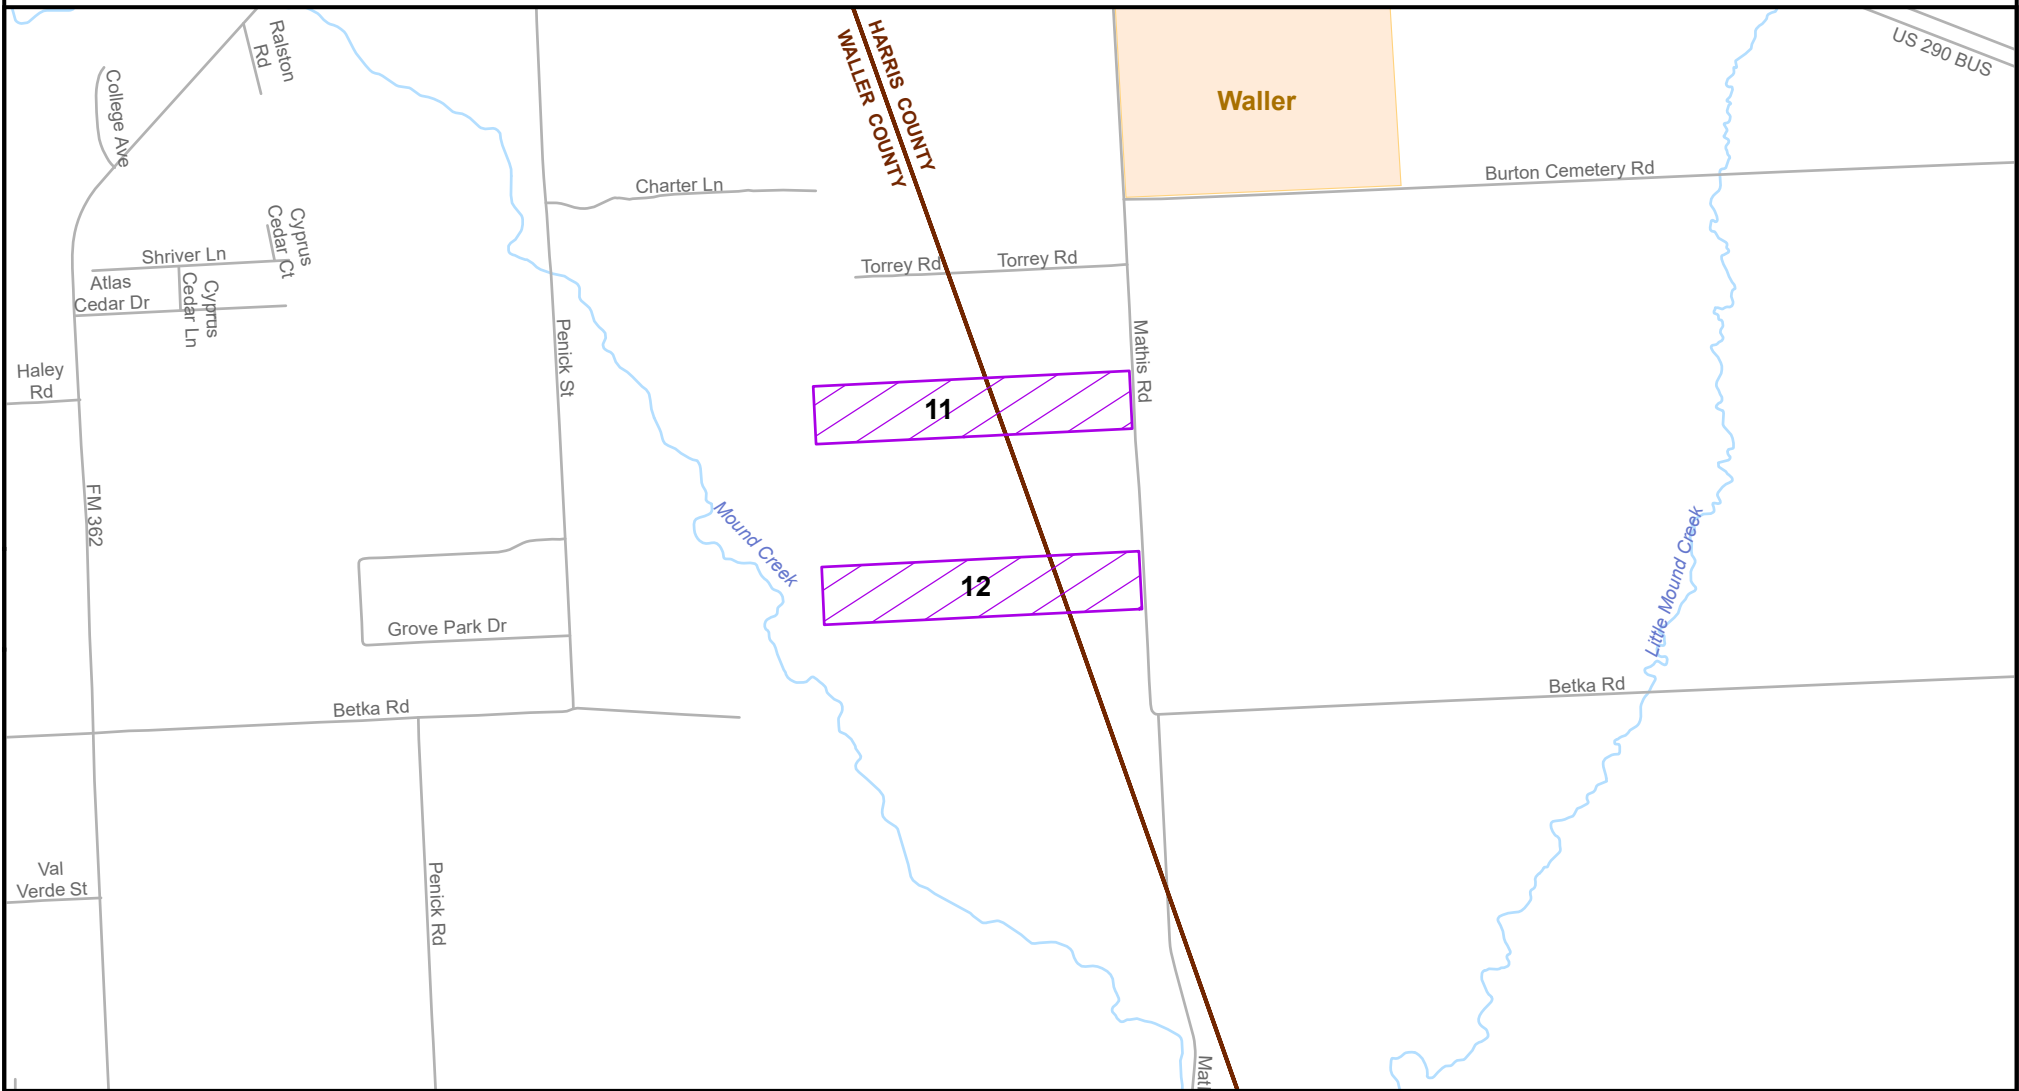 Ralston
Rd
College Ave
HARRIS COUNTY
WALLER COUNTY
Waller
US 290 BUS
Burton Cemetery Rd
Charter Ln
Cyprus
Cedar Ct
Shriver Ln
Torrey Rd
Torrey Rd
Atlas
Cedar Dr
Cyprus
Cedar Ln
Penick St
Mathis Rd
Haley
Rd
11
FM 362
Mound Creek
Little Mound Creek
12
Grove Park Dr
Betka Rd
Betka Rd
Val
Verde St
Penick Rd